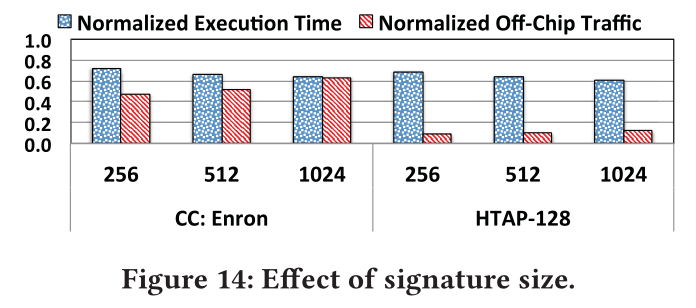 Normalized Execution Time Normalized Off-Chip Traffic
1.0
0.8
0.6
0.4
0.2
0.0
256 512 1024 256 512 1024
CC: Enron HTAP-128
Figure 14: Effect of signature size.